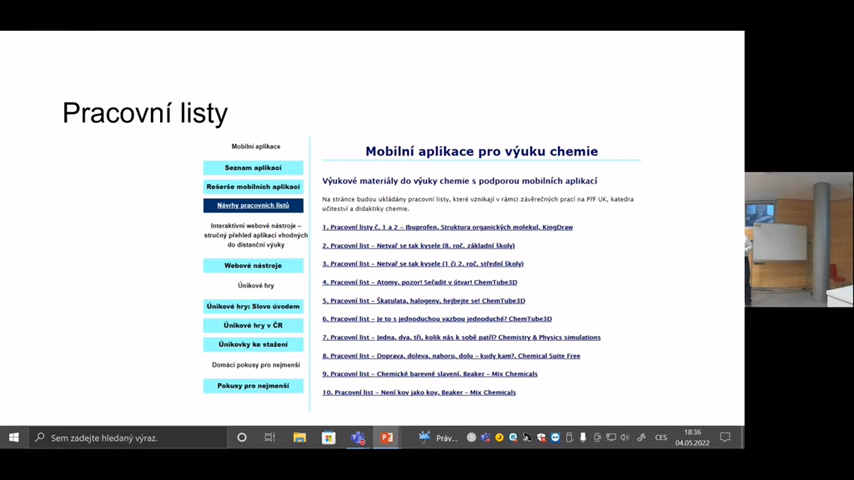 Pracovní listy
Mobilní aplikace
Seznam aplikací
Rešerše mobilních aplikací
Návrhy pracovních listů
Interaktivní webové nástroje –
stručný přehled aplikací vhodných
do distanční výuky
Webové nástroje
Únikové hry
Únikové hry: Slovo úvodem
Únikové hry v ČR
Únikovky ke stažení
Domácí pokusy pro nejmenší
Pokusy pro nejmenší
Mobilní aplikace pro výuku chemie
Výukové materiály do výuky chemie s podporou mobilních aplikací
Na stránce budou ukládány pracovní listy, které vznikají v rámci závěrečných prací na PřF UK, katedra
učitelství a didaktiky chemie.
1. Pracovní listy č. 1 a 2 – Ibuprofen, Struktura organických molekul, KingDraw
2. Pracovní list – Netvař se tak kysele (8. roč. základní školy)
3. Pracovní list – Netvař se tak kysele (1 či 2. roč. střední školy)
4. Pracovní list – Atomy, pozor! Seřadit v útvar! ChemTube3D
5. Pracovní list – Škatulata, halogeny, hejbejte se! ChemTube3D
6. Pracovní list – Je to s jednoduchou vazbou jednoduché? ChemTube3D
7. Pracovní list – Jedna, dva, tři, kolik nás k sobě patří? Chemistry & Physics simulations
8. Pracovní list – Doprava, doleva, nahoru, dolu – kudy kam?, Chemical Suite Free
9. Pracovní list – Chemické barevné slavení, Beaker – Mix Chemicals
10. Pracovní list – Není kov jako kov, Beaker – Mix Chemicals
Sem zadejte hledaný výraz.
Práv...
CES
18:36
04.05.2022